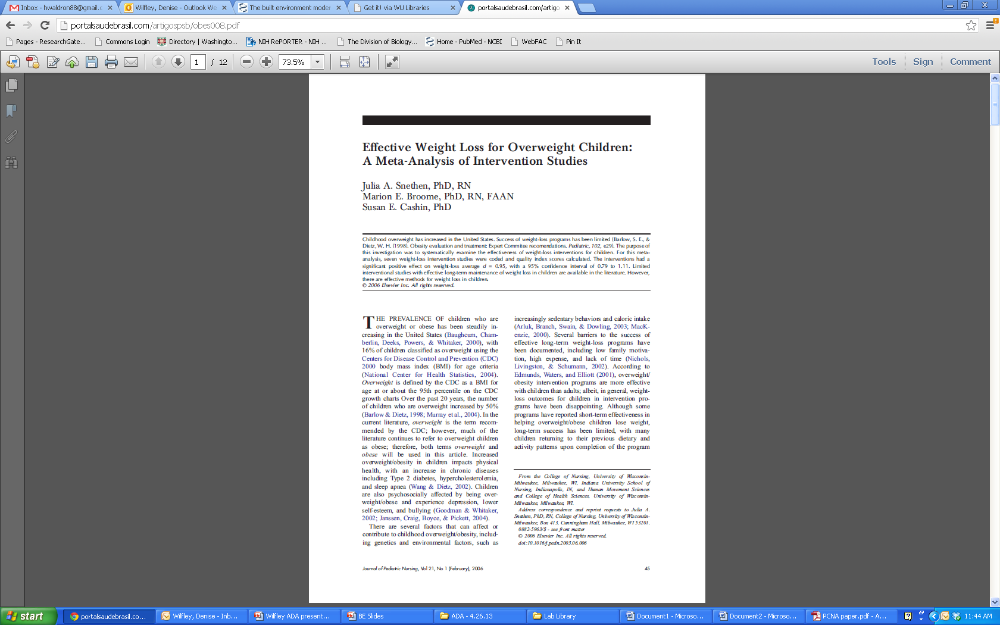 Inbox - hwaldron88@gmail.c
Wilfley, Denise - Outlook We
The built environment moder
Get it! via WU Libraries
portalsaudebrasil.com/artigo
portalsaudebrasil.com/artigospsb/obes008.pdf
Pages - ResearchGate...
Commons Login
Directory | Washingto...
NIH RePORTER - NIH ...
The Division of Biology...
Home - PubMed - NCBI
WebFAC
Pin It
1 / 12
73.5%
Tools
Sign
Comment
Effective Weight Loss for Overweight Children:
A Meta-Analysis of Intervention Studies
Julia A. Snethen, PhD, RN
Marion E. Broome, PhD, RN, FAAN
Susan E. Cashin, PhD
Childhood overweight has increased in the United States. Success of weight-loss programs has been limited (Barlow, S. E., &
Dietz, W. H. (1998). Obesity evaluation and treatment: Expert Commitee recomendations. Pediatric, 102, e29). The purpose of
this investigation was to systematically examine the effectiveness of weight-loss interventions for children. For this meta-
analysis, seven weight-loss intervention studies were coded and quality index scores calculated. The interventions had a
significant positive effect on weight-loss average d = 0.95, with a 95% confidence interval of 0.79 to 1.11. Limited
interventional studies with effective long-term maintenance of weight loss in children are available in the literature. However,
there are effective methods for weight loss in children.
© 2006 Elsevier Inc. All rights reserved.
THE PREVALENCE OF children who are
overweight or obese has been steadily in-
creasing in the United States (Baughcum, Cham-
berlin, Deeks, Powers, & Whitaker, 2000), with
16% of children classified as overweight using the
Centers for Disease Control and Prevention (CDC)
2000 body mass index (BMI) for age criteria
(National Center for Health Statistics, 2004).
Overweight is defined by the CDC as a BMI for
age at or about the 95th percentile on the CDC
growth charts Over the past 20 years, the number
of children who are overweight increased by 50%
(Barlow & Dietz, 1998; Murray et al., 2004). In the
current literature, overweight is the term recom-
mended by the CDC; however, much of the
literature continues to refer to overweight children
as obese; therefore, both terms overweight and
obese will be used in this article. Increased
overweight/obesity in children impacts physical
health, with an increase in chronic diseases
including Type 2 diabetes, hypercholesterolemia,
and sleep apnea (Wang & Dietz, 2002). Children
are also psychosocially affected by being over-
weight/obese and experience depression, lower
self-esteem, and bullying (Goodman & Whitaker,
2002; Janssen, Craig, Boyce, & Pickett, 2004).
There are several factors that can affect or
contribute to childhood overweight/obesity, includ-
ing genetics and environmental factors, such as
increasingly sedentary behaviors and caloric intake
(Arluk, Branch, Swain, & Dowling, 2003; MacK-
enzie, 2000). Several barriers to the success of
effective long-term weight-loss programs have
been documented, including low family motiva-
tion, high expense, and lack of time (Nichols,
Livingston, & Schumann, 2002). According to
Edmunds, Waters, and Elliott (2001), overweight/
obesity intervention programs are more effective
with children than adults; albeit, in general, weight-
loss outcomes for children in intervention pro-
grams have been disappointing. Although some
programs have reported short-term effectiveness in
helping overweight/obese children lose weight,
long-term success has been limited, with many
children returning to their previous dietary and
activity patterns upon completion of the program
From the College of Nursing, University of Wisconsin-
Milwaukee, Milwaukee, WI, Indiana University School of
Nursing, Indianapolis, IN, and Human Movement Sciences
and College of Health Sciences, University of Wisconsin-
Milwaukee, Milwaukee, WI.
Address correspondence and reprint requests to Julia A.
Snethen, PhD, RN, College of Nursing, University of Wisconsin-
Milwaukee, Box 413, Cunningham Hall, Milwaukee, WI 53201.
0882-5963/$ - see front matter
© 2006 Elsevier Inc. All rights reserved.
doi:10.1016/j.pedn.2005.06.006
Journal of Pediatric Nursing, Vol 21, No 1 (February), 2006
45
start
portalsaudebrasil.co...
Wilfley, Denise - Inb...
Wilfley ADA present...
BE Slides
ADA - 4.26.13
Lab Library
Document1 - Microso...
Document2 - Microso...
PCNA paper.pdf - A...
11:44 AM